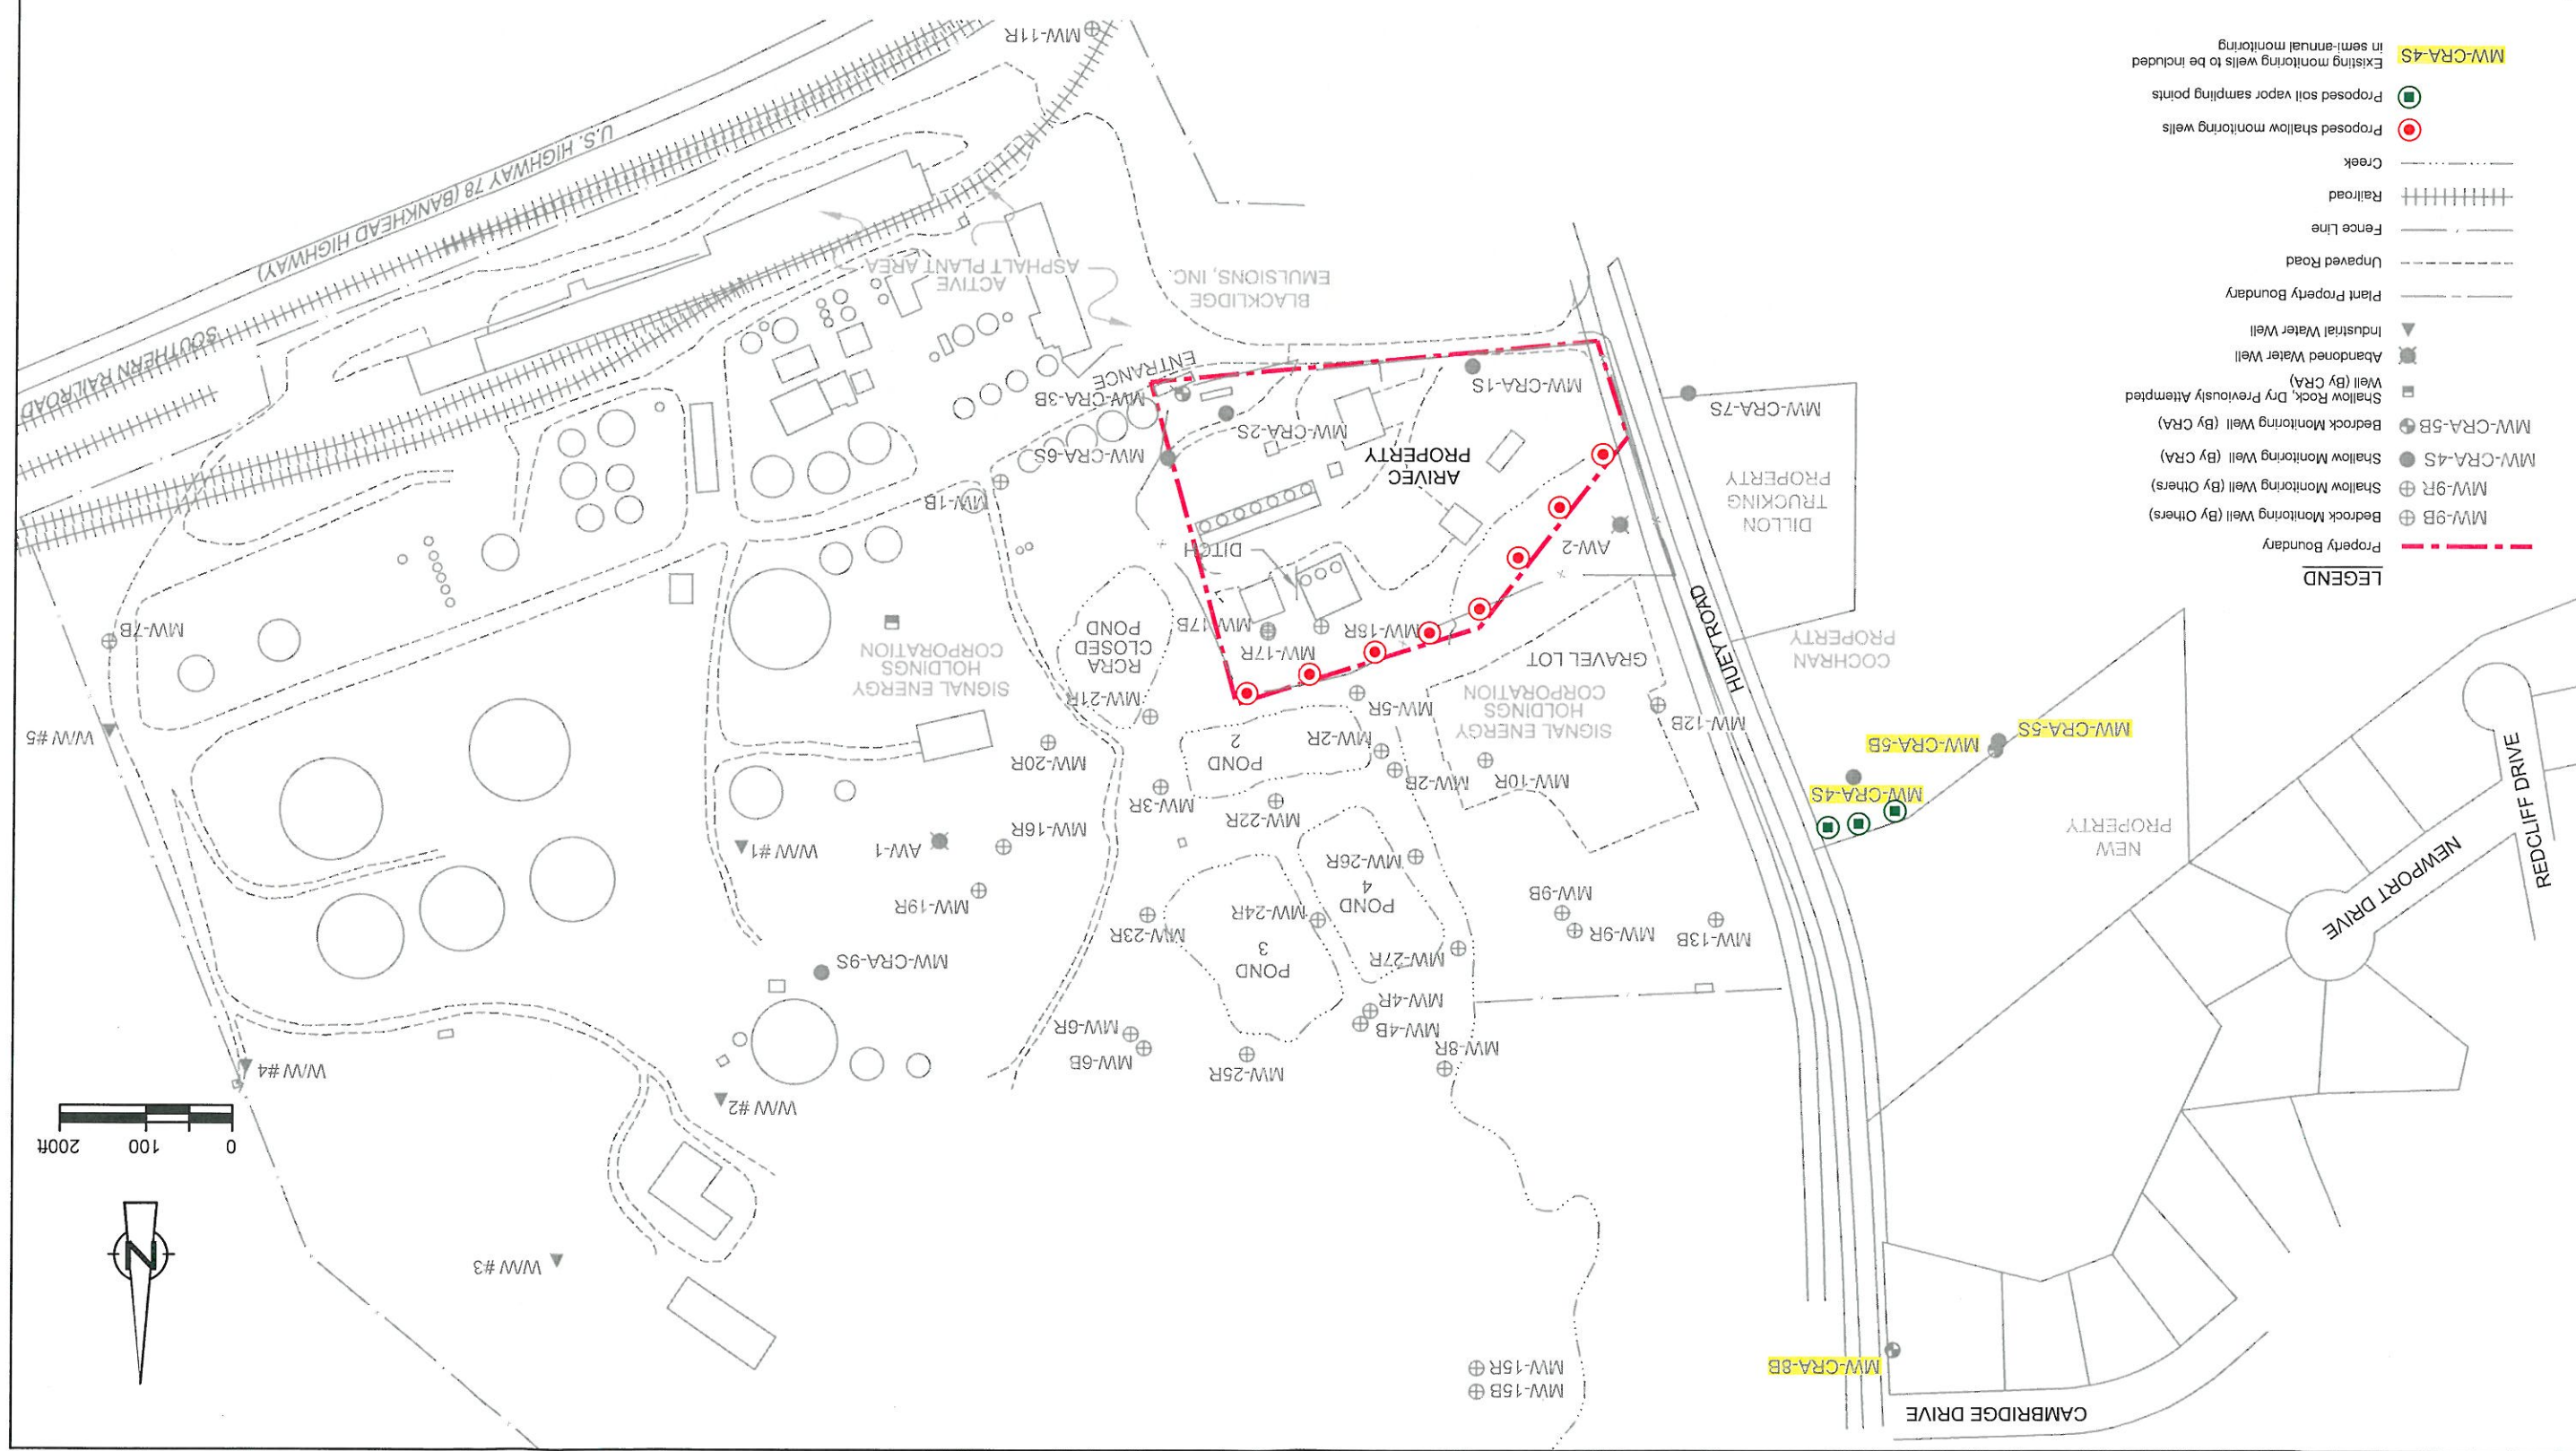 CAMBRIDGE DRIVE
MW-CRA-8B
MW-15B
MW-15R
W/W #3
N
0
100
200ft
W/W #2
W/W #4
MW-25R
MW-6B
MW-8R
MW-4B
MW-6R
MW-4R
MW-27R
POND
3
MW-CRA-9S
MW-13B
MW-9R
MW-23R
NEWPORT DRIVE
MW-9B
MW-24R
MW-19R
POND
4
MW-26R
REDCLIFF DRIVE
NEW
PROPERTY
MW-16R
AW-1
W/W #1
MW-22R
MW-3R
MW-CRA-4S
MW-10R
MW-2B
MW-20R
POND
2
MW-2R
MW-CRA-5S
MW-CRA-5B
MW-12B
W/W #5
SIGNAL ENERGY
HOLDINGS
CORPORATION
MW-5R
MW-21R
SIGNAL ENERGY
HOLDINGS
CORPORATION
GRAVEL LOT
MW-17R
RCRA
CLOSED
POND
COCHRAN
PROPERTY
HUEY ROAD
MW-18R
MW-17B
MW-7B
DITCH
AW-2
DILLON
TRUCKING
PROPERTY
MW-1B
ARIVEC
PROPERTY
MW-CRA-6S
MW-CRA-2S
MW-CRA-7S
MW-CRA-3B
MW-CRA-1S
ENTRANCE
BLACKLIDGE
EMULSIONS, INC.
ACTIVE
ASPHALT PLANT AREA
SOUTHERN RAILROAD
U.S. HIGHWAY 78 (BANKHEAD HIGHWAY)
MW-11R
LEGEND
Property Boundary
MW-9B Bedrock Monitoring Well (By Others)
MW-9R Shallow Monitoring Well (By Others)
MW-CRA-4S Shallow Monitoring Well (By CRA)
MW-CRA-5B Bedrock Monitoring Well (By CRA)
Shallow Rock, Dry Previously Attempted
Well (By CRA)
Abandoned Water Well
Industrial Water Well
Plant Property Boundary
Unpaved Road
Fence Line
Railroad
Creek
Proposed shallow monitoring wells
Proposed soil vapor sampling points
MW-CRA-4S Existing monitoring wells to be included
in semi-annual monitoring